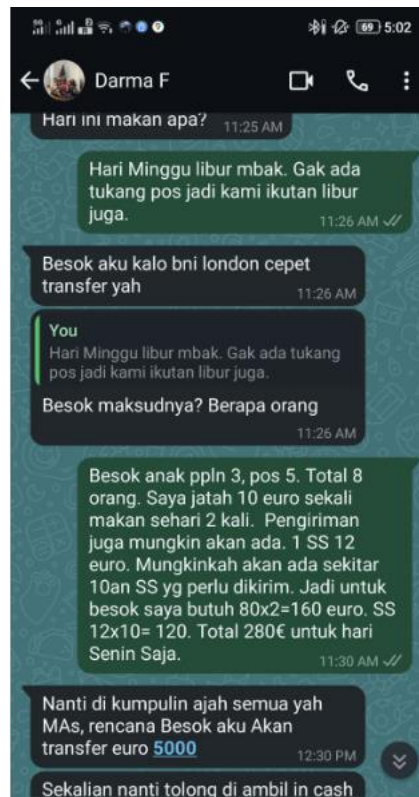 69 5:02
Darma F
Hari ini makan apa? 11:25 AM
Hari Minggu libur mbak. Gak ada
tukang pos jadi kami ikutan libur
juga.
11:26 AM
Besok aku kalo bni london cepet
transfer yah
11:26 AM
You
Hari Minggu libur mbak. Gak ada tukang
pos jadi kami ikutan libur juga.
Besok maksudnya? Berapa orang
11:26 AM
Besok anak ppln 3, pos 5. Total 8
orang. Saya jatah 10 euro sekali
makan sehari 2 kali. Pengiriman
juga mungkin akan ada. 1 SS 12
euro. Mungkinkah akan ada sekitar
10an SS yg perlu dikirim. Jadi untuk
besok saya butuh 80x2=160 euro. SS
12x10= 120. Total 280€ untuk hari
Senin Saja.
11:30 AM
Nanti di kumpulin ajah semua yah
MAs, rencana Besok aku Akan
transfer euro 5000
12:30 PM
Sekalian nanti tolong di ambil in cash